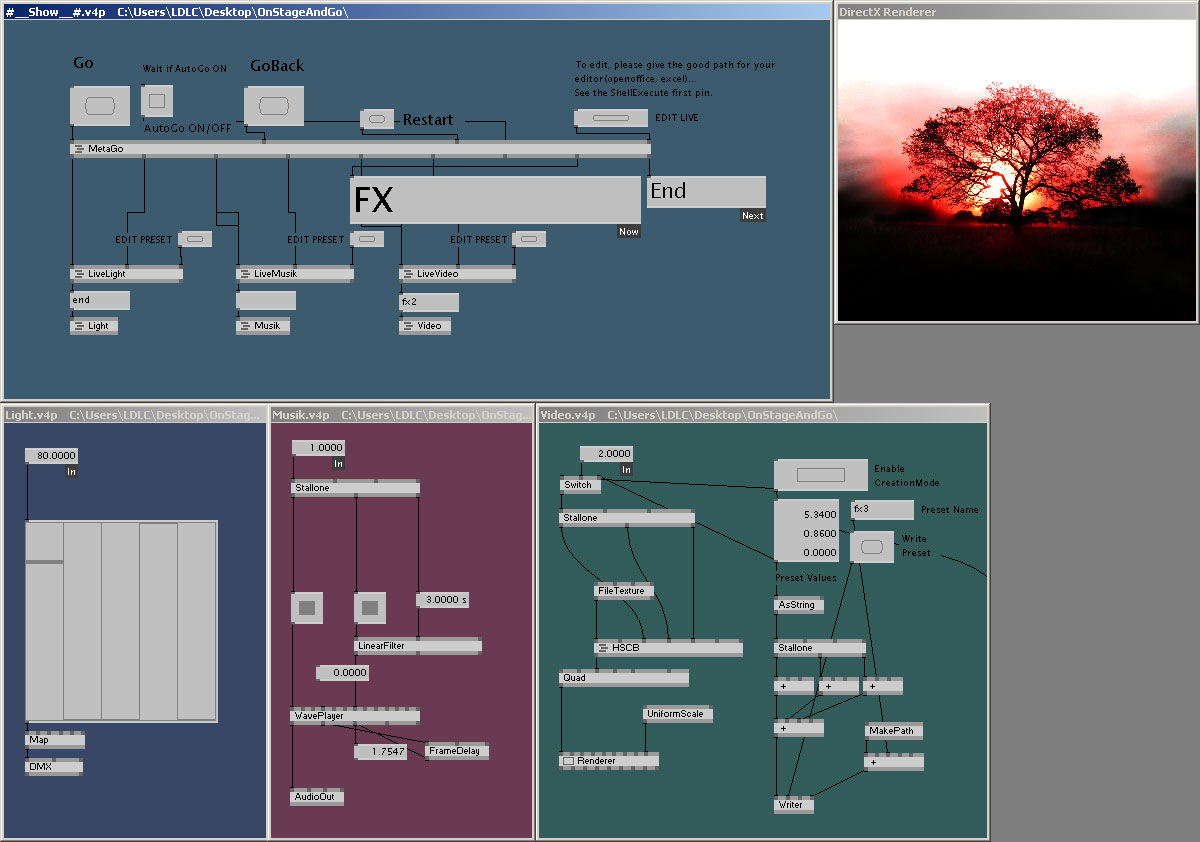 #__Show__#.v4p C:\Users\LDLC\Desktop\OnStageAndGo\
DirectX Renderer
Go
Wait if AutoGo ON
GoBack
To edit, please give the good path for your
editor(openoffice, excel)...
See the ShellExecute first pin.
AutoGo ON/OFF
Restart
EDIT LIVE
MetaGo
FX
End
Next
Now
EDIT PRESET
EDIT PRESET
EDIT PRESET
LiveLight
LiveMusik
LiveVideo
end
fx2
Light
Musik
Video
Light.v4p C:\Users\LDLC\Desktop\OnStag...
80.0000
In
Map
DMX
Musik.v4p C:\Users\LDLC\Desktop\OnStag...
1.0000
In
Stallone
3.0000 s
LinearFilter
0.0000
WavePlayer
1.7547
FrameDelay
AudioOut
Video.v4p C:\Users\LDLC\Desktop\OnStageAndGo\
2.0000
In
Switch
Stallone
FileTexture
HSCB
Quad
UniformScale
Renderer
Enable
CreationMode
5.3400
0.8600
0.0000
fx3
Preset Name
Write
Preset
Preset Values
AsString
Stallone
+
+
+
+
MakePath
+
Writer